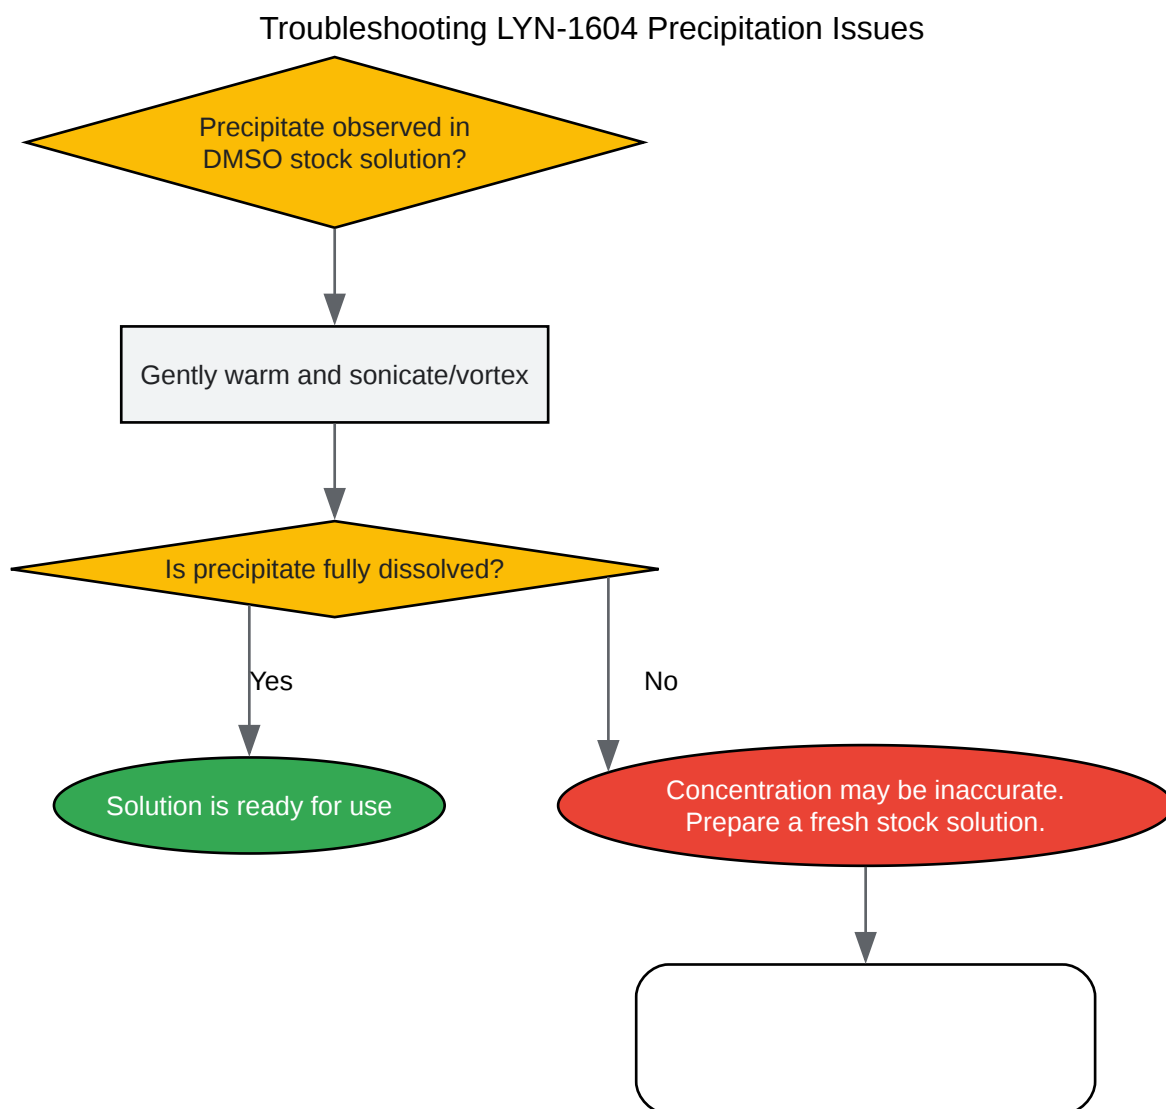 Troubleshooting LYN-1604 Precipitation Issues
Precipitate observed in
DMSO stock solution?
Gently warm and sonicate/vortex
Is precipitate fully dissolved?
Yes
No
Solution is ready for use
Concentration may be inaccurate.
Prepare a fresh stock solution.